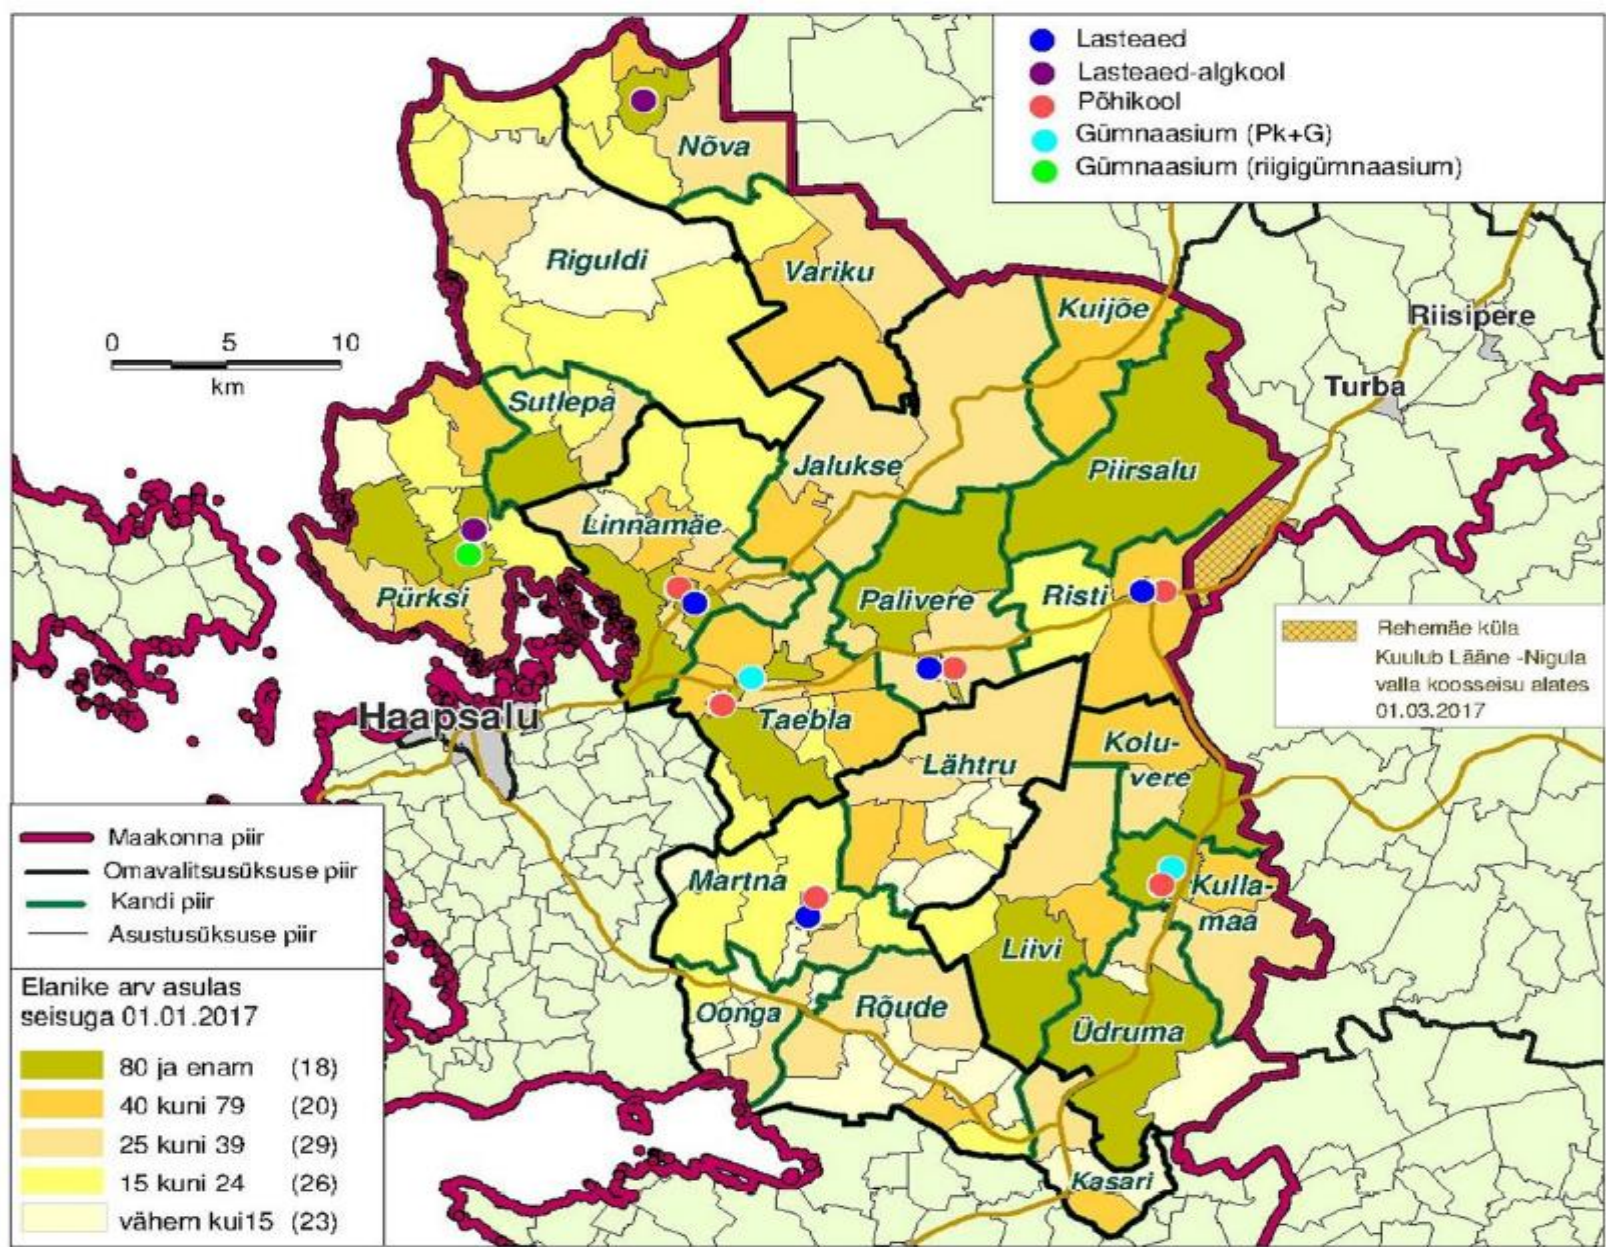 Lasteaed
Lasteaed-algkool
Põhikool
Gümnaasium (Pk+G)
Gümnaasium (riigigümnaasium)
Nõva
Riguldi
Variku
Kuijõe
Riisipere
Turba
0 5 10
km
Sutlepa
Jalukse
Piirsalu
Linnamäe
Pürksi
Palivere
Risti
Rehemäe küla
Kuulub Lääne -Nigula
valla koosseisu alates
01.03.2017
Haapsalu
Taebla
Lähtru
Kolu-
vere
Martna
Kulla-
maa
Liivi
Oonga
Rõude
Üdruma
Kasari
Maakonna piir
Omavalitsusüksuse piir
Kandi piir
Asustusüksuse piir
Elanike arv asulas
seisuga 01.01.2017
80 ja enam (18)
40 kuni 79 (20)
25 kuni 39 (29)
15 kuni 24 (26)
vähem kui15 (23)